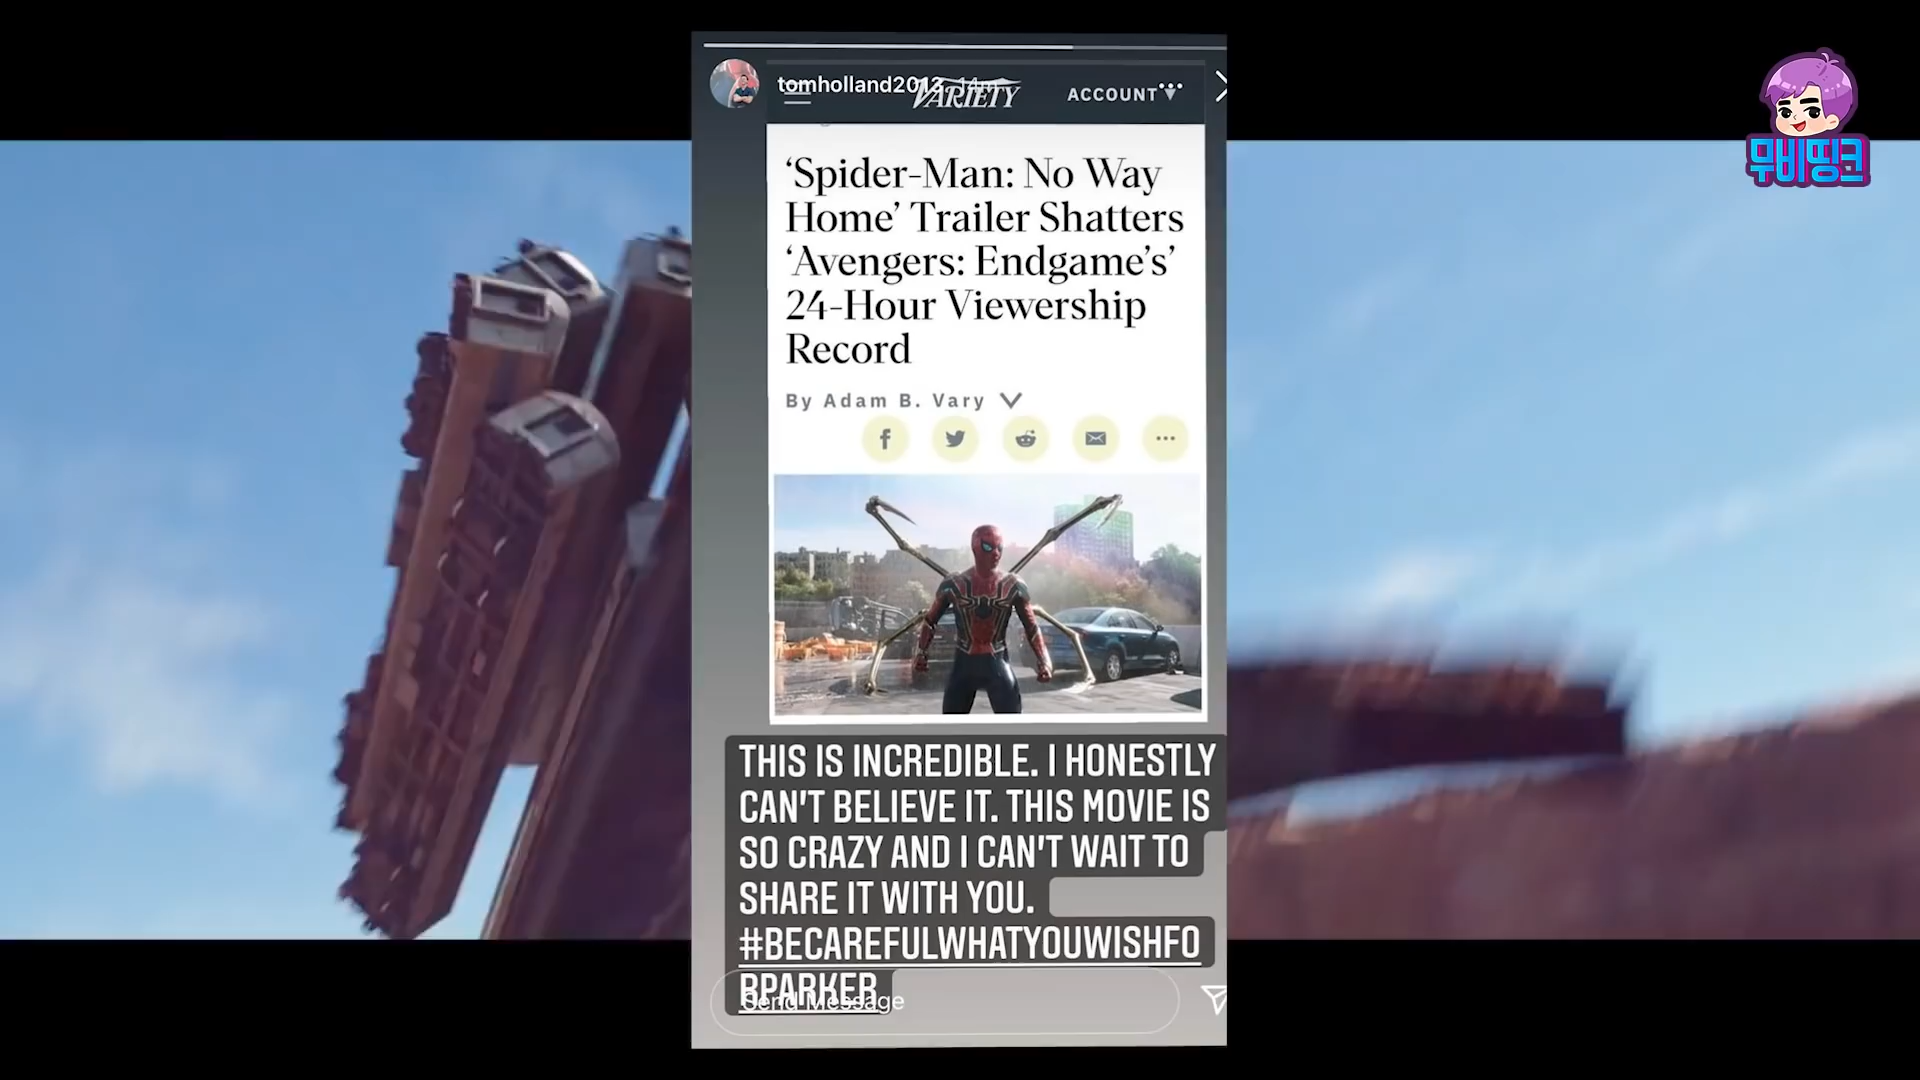 tomholland2013 14m
VARIETY
ACCOUNT
무비띵크
‘Spider-Man: No Way
Home’ Trailer Shatters
‘Avengers: Endgame’s’
24-Hour Viewership
Record
By Adam B. Vary
THIS IS INCREDIBLE. I HONESTLY
CAN'T BELIEVE IT. THIS MOVIE IS
SO CRAZY AND I CAN'T WAIT TO
SHARE IT WITH YOU.
#BECAREFULWHATYOUWISHFO
RPARKER
Send Message